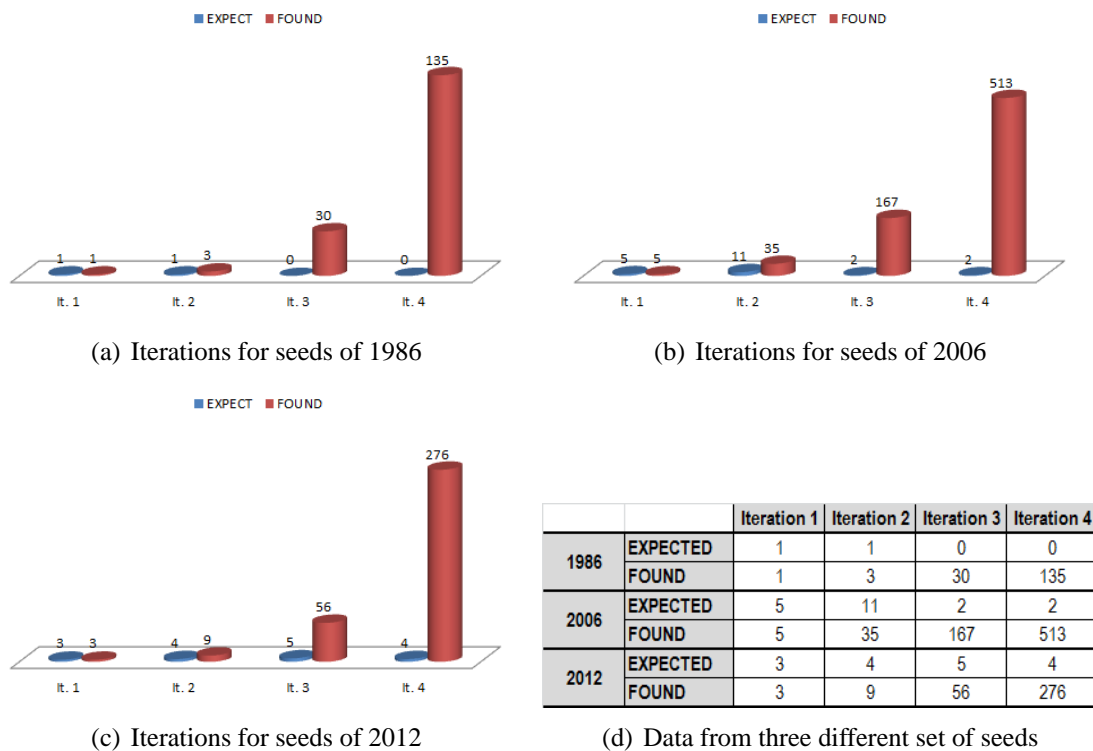 EXPECT FOUND
135
30
1 1 1 3 0 0
It. 1 It. 2 It. 3 It. 4
(a) Iterations for seeds of 1986
EXPECT FOUND
513
167
5 5 11 35 2 2
It. 1 It. 2 It. 3 It. 4
(b) Iterations for seeds of 2006
EXPECT FOUND
276
56
3 3 4 9 5 4
It. 1 It. 2 It. 3 It. 4
(c) Iterations for seeds of 2012
Iteration 1 Iteration 2 Iteration 3 Iteration 4
1986 EXPECTED 1 1 0 0
FOUND 1 3 30 135
2006 EXPECTED 5 11 2 2
FOUND 5 35 167 513
2012 EXPECTED 3 4 5 4
FOUND 3 9 56 276
(d) Data from three different set of seeds